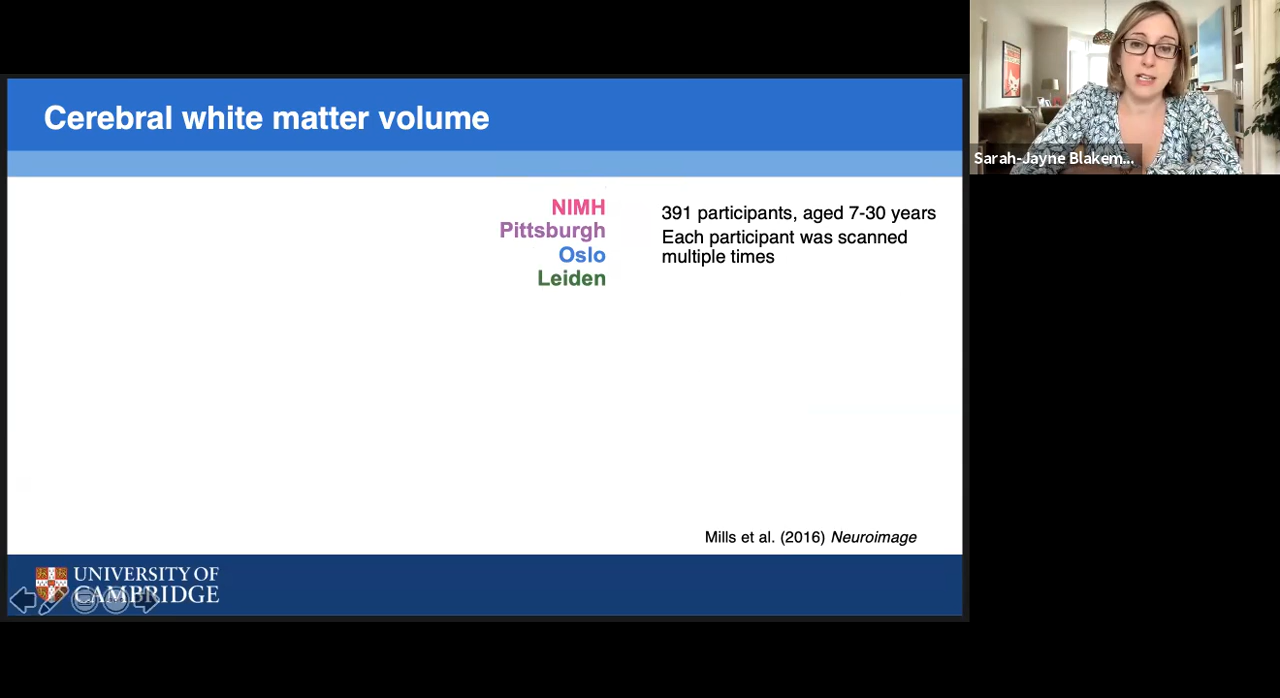 Cerebral white matter volume
NIMH
Pittsburgh
Oslo
Leiden
391 participants, aged 7-30 years
Each participant was scanned
multiple times
Mills et al. (2016) Neuroimage
UNIVERSITY OF
CAMBRIDGE
Sarah-Jayne Blakem...